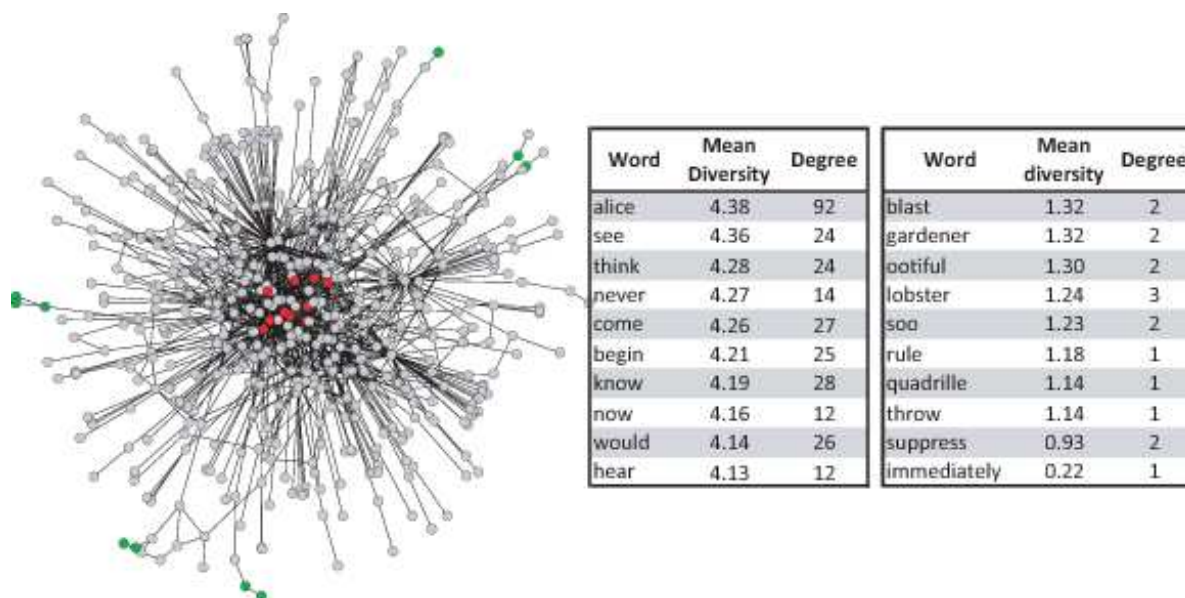 Word Mean Diversity Degree
alice 4.38 92
see 4.36 24
think 4.28 24
never 4.27 14
come 4.26 27
begin 4.21 25
know 4.19 28
now 4.16 12
would 4.14 26
hear 4.13 12
Word Mean diversity Degree
blast 1.32 2
gardener 1.32 2
ootiful 1.30 2
lobster 1.24 3
soo 1.23 2
rule 1.18 1
quadrille 1.14 1
throw 1.14 1
suppress 0.93 2
immediately 0.22 1